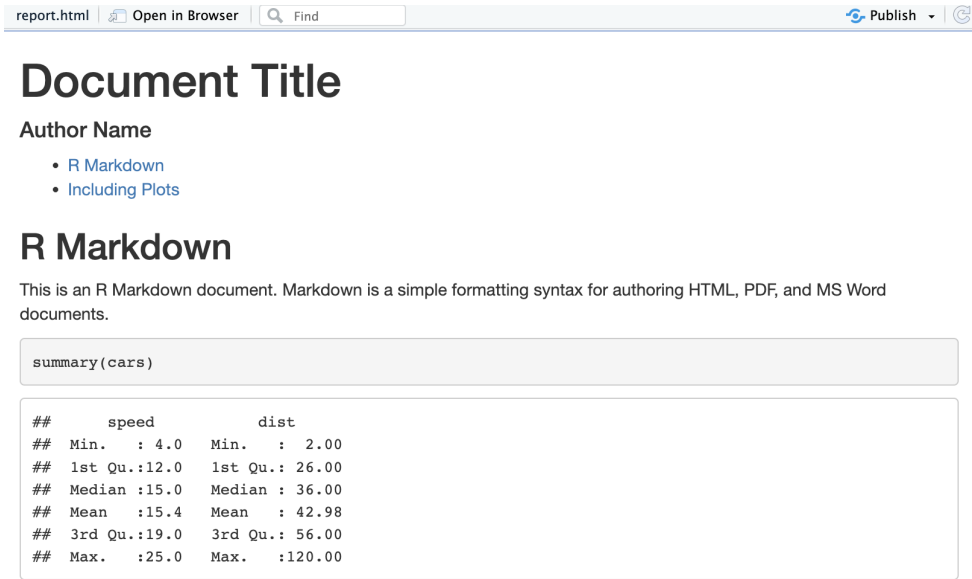 report.html Open in Browser Find Publish
Document Title
Author Name
• R Markdown
• Including Plots
R Markdown
This is an R Markdown document. Markdown is a simple formatting syntax for authoring HTML, PDF, and MS Word
documents.
summary(cars)
##      speed           dist
##  Min.   : 4.0   Min.   :  2.00
##  1st Qu.:12.0   1st Qu.: 26.00
##  Median :15.0   Median : 36.00
##  Mean   :15.4   Mean   : 42.98
##  3rd Qu.:19.0   3rd Qu.: 56.00
##  Max.   :25.0   Max.   :120.00